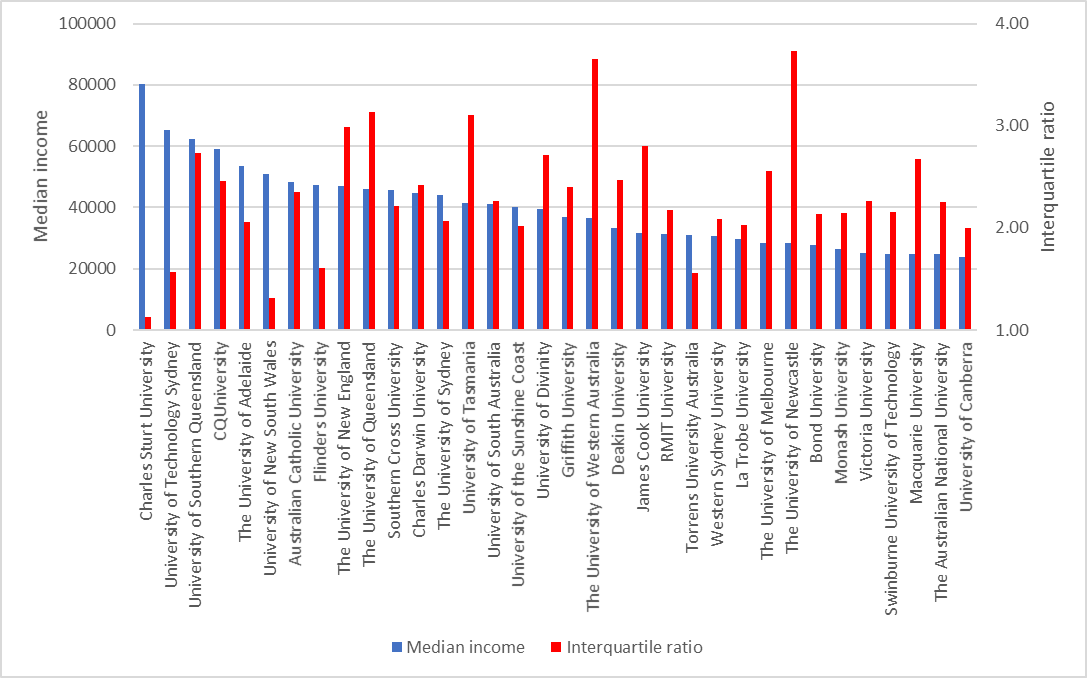 100000
80000
60000
40000
20000
0
Median income
4.00
3.00
2.00
1.00
Interquartile ratio
Charles Sturt University
University of Technology Sydney
University of Southern Queensland
CQUniversity
The University of Adelaide
University of New South Wales
Australian Catholic University
Flinders University
The University of New England
The University of Queensland
Southern Cross University
Charles Darwin University
The University of Sydney
University of Tasmania
University of South Australia
University of the Sunshine Coast
University of Divinity
Griffith University
The University of Western Australia
Deakin University
James Cook University
RMIT University
Torrens University Australia
Western Sydney University
La Trobe University
The University of Melbourne
The University of Newcastle
Bond University
Monash University
Victoria University
Swinburne University of Technology
Macquarie University
The Australian National University
University of Canberra
Median income
Interquartile ratio